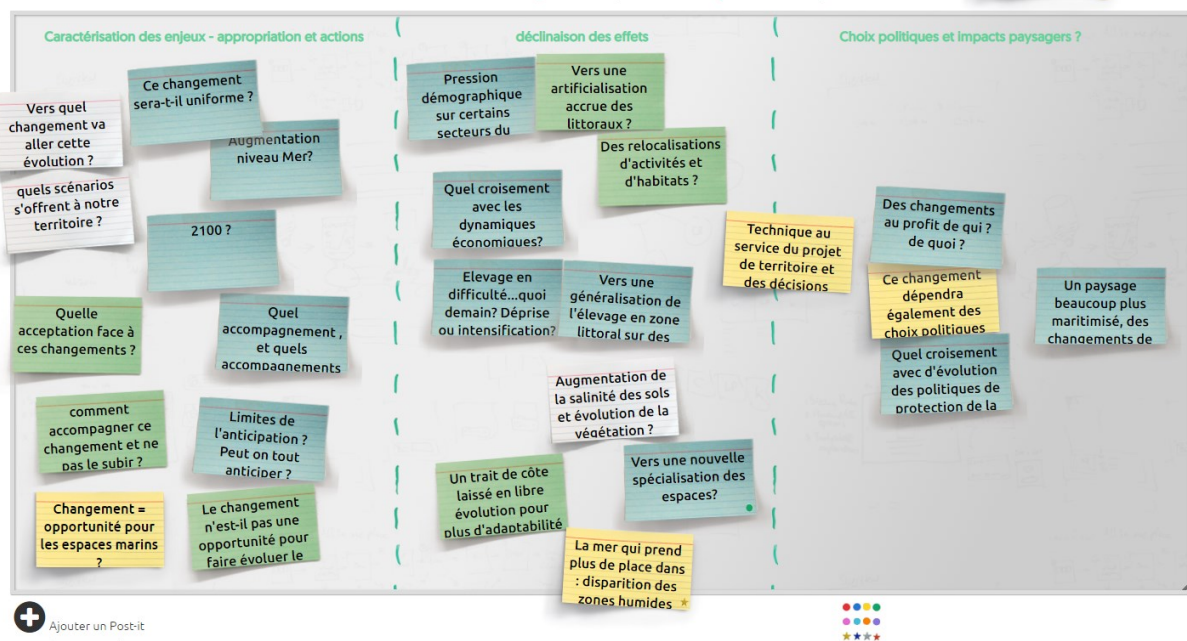 Caractérisation des enjeux - appropriation et actions
Ce changement
sera-t-il uniforme ?
Vers quel
changement va
aller cette
évolution ?
Augmentation
niveau Mer?
quels scénarios
s'offrent à notre
territoire ?
2100 ?
Quelle
acceptation face à
ces changements ?
Quel
accompagnement ,
et quels
accompagnements
comment
accompagner ce
changement et ne
pas le subir ?
Limites de
l'anticipation ?
Peut on tout
anticiper ?
Changement =
opportunité pour
les espaces marins
?
Le changement
n'est-il pas une
opportunité pour
faire évoluer le
déclinaison des effets
Pression
démographique
sur certains
secteurs du
Vers une
artificialisation
accrue des
littoraux ?
Des relocalisations
d'activités et
d'habitats ?
Quel croisement
avec les
dynamiques
économiques?
Elevage en
difficulté...quoi
demain? Déprise
ou intensification?
Vers une
généralisation de
l'élevage en zone
littoral sur des
Augmentation de
la salinité des sols
et évolution de la
végétation ?
Un trait de côte
laissé en libre
évolution pour
plus d'adaptabilité
Vers une nouvelle
spécialisation des
espaces?
La mer qui prend
plus de place dans
: disparition des
zones humides
Choix politiques et impacts paysagers ?
Technique au
service du projet
de territoire et
des décisions
Des changements
au profit de qui ?
de quoi ?
Ce changement
dépendra
également des
choix politiques
Quel croisement
avec d'évolution
des politiques de
protection de la
Un paysage
beaucoup plus
maritimisé, des
changements de
Ajouter un Post-it